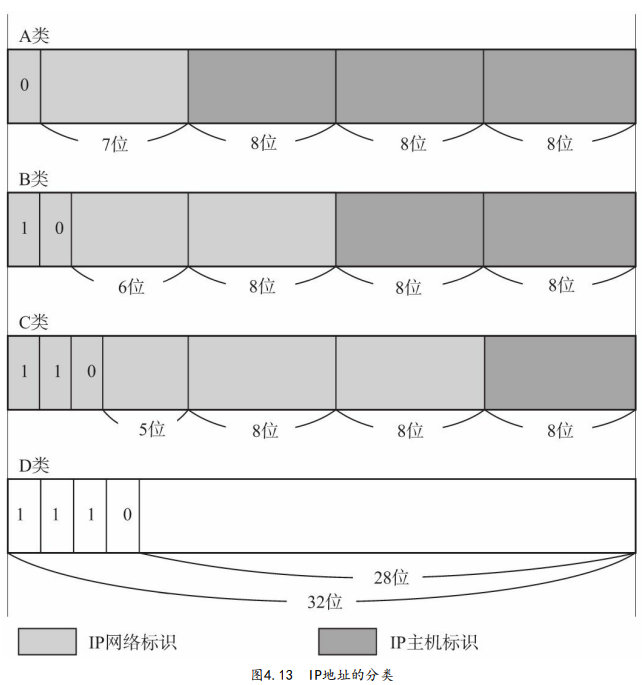 A类
0
7位 8位 8位 8位
B类
1 0
6位 8位 8位 8位
C类
1 1 0
5位 8位 8位 8位
D类
1 1 1 0
28位
32位
IP网络标识 IP主机标识
图4.13 IP地址的分类